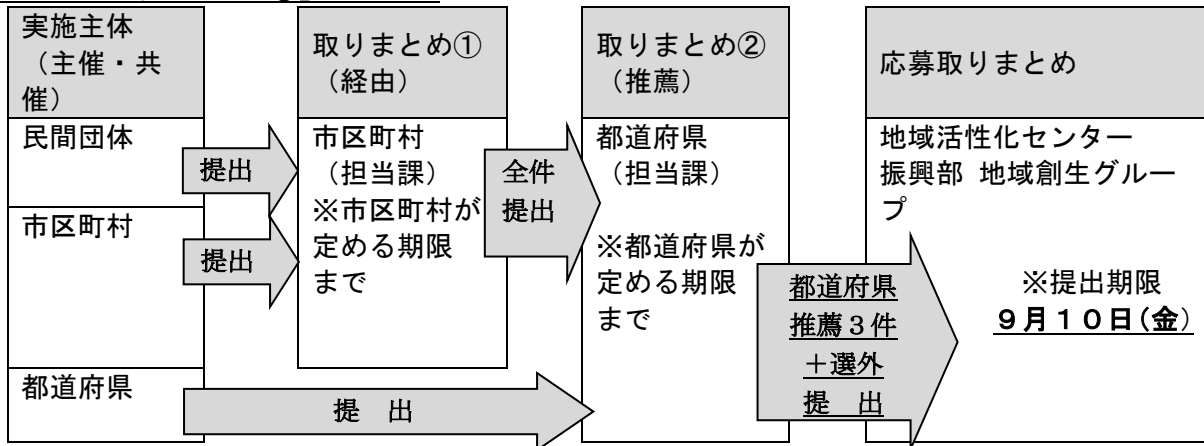 実施主体
（主催・共
催）
民間団体
市区町村
都道府県
提出
提出
提　出
取りまとめ①
（経由）
市区町村
（担当課）
※市区町村が
定める期限
まで
全件
提出
取りまとめ②
（推薦）
都道府県
（担当課）
※都道府県が
定める期限
まで
都道府県
推薦３件
＋選外
提　出
応募取りまとめ
地域活性化センター
振興部 地域創生グルー
プ
※提出期限
９月１０日（金）